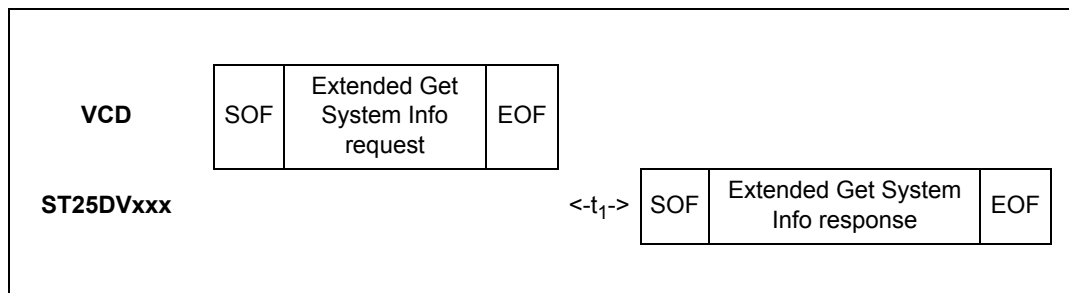 VCD
SOF
Extended Get
System Info
request
EOF
ST25DVxxx
<-t1->
SOF
Extended Get System
Info response
EOF